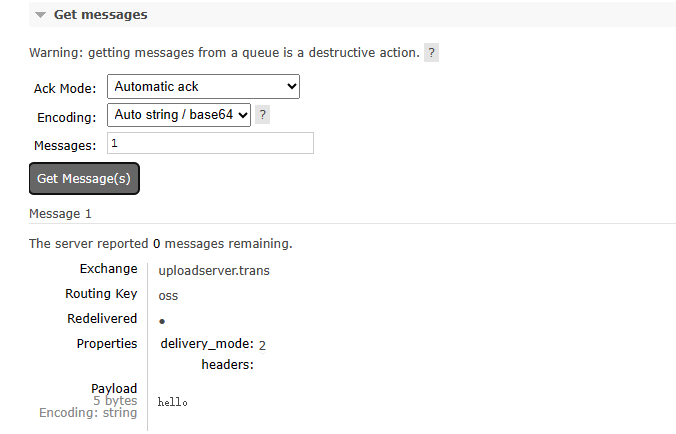 Get messages
Warning: getting messages from a queue is a destructive action. ?
Ack Mode: Automatic ack
Encoding: Auto string / base64 ?
Messages: 1
Get Message(s)
Message 1
The server reported 0 messages remaining.
Exchange uploadserver.trans
Routing Key oss
Redelivered ●
Properties delivery_mode: 2
headers:
Payload
5 bytes hello
Encoding: string